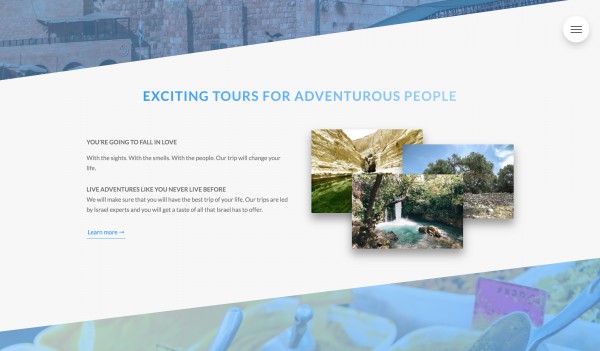 EXCITING TOURS FOR ADVENTUROUS PEOPLE
YOU'RE GOING TO FALL IN LOVE
With the sights. With the smells. With the people. Our trip will change your
life.
LIVE ADVENTURES LIKE YOU NEVER LIVE BEFORE
We will make sure that you will have the best trip of your life. Our trips are led
by Israel experts and you will get a taste of all that Israel has to offer.
Learn more →